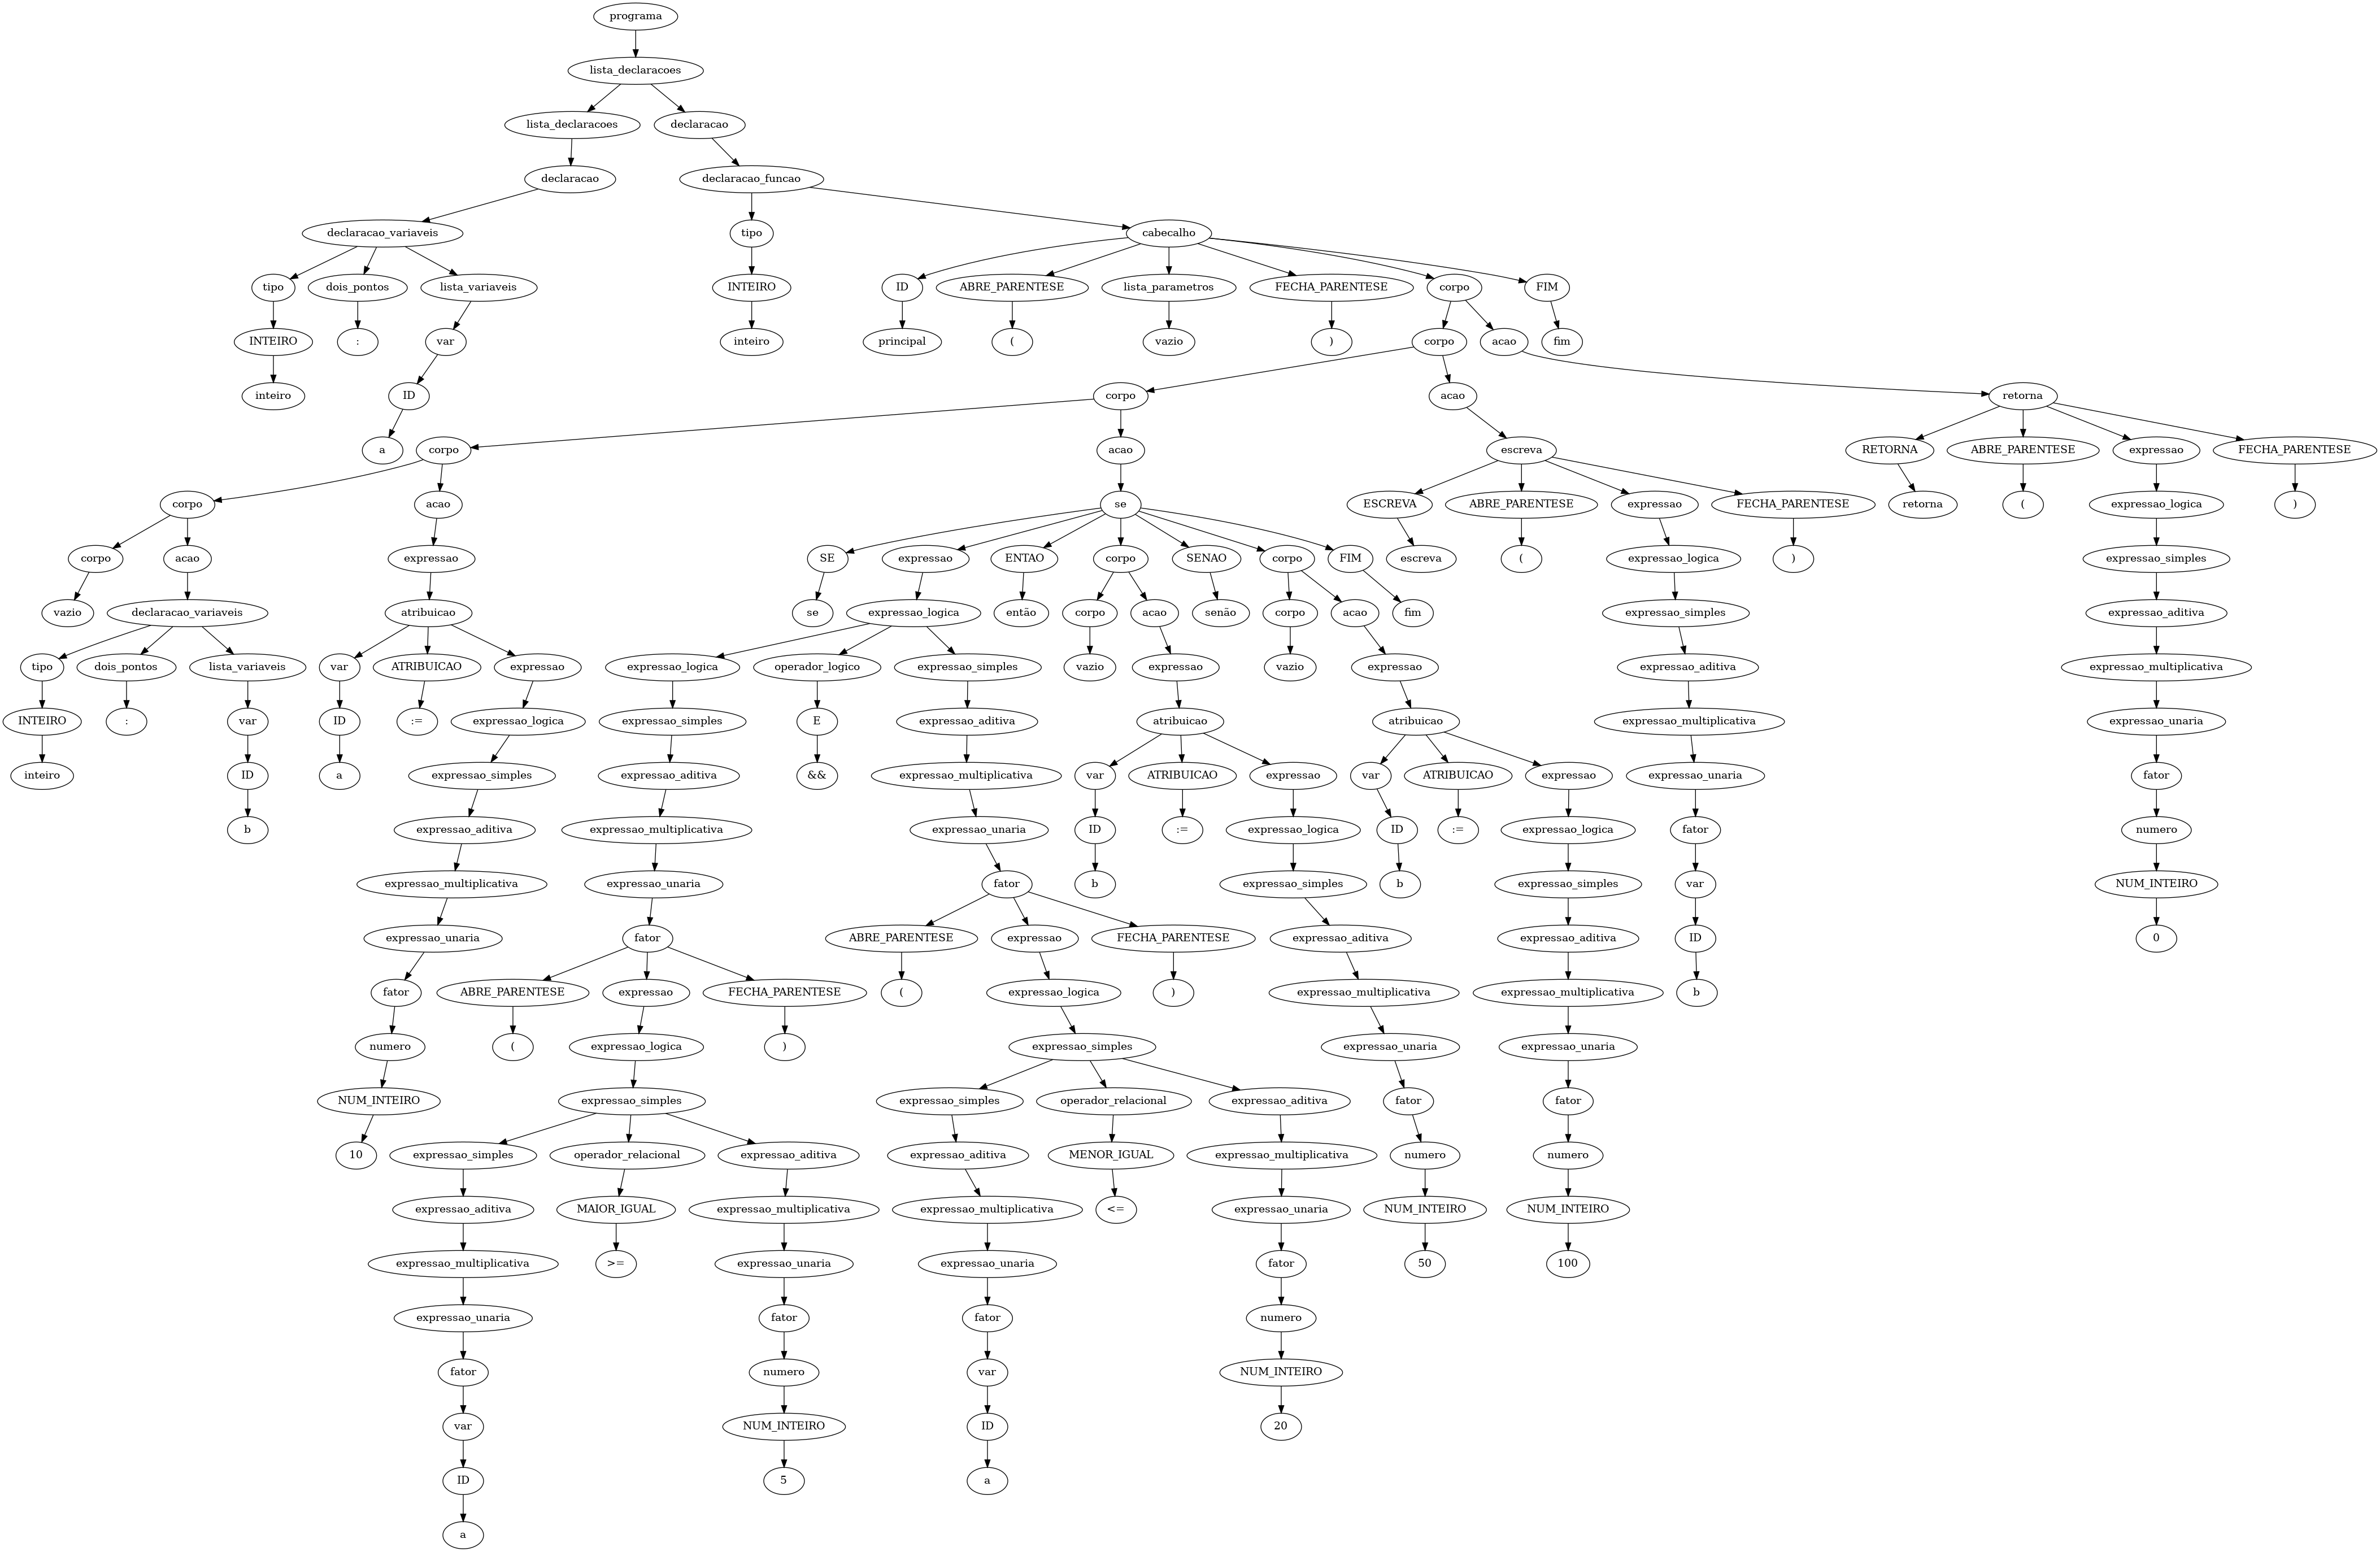 programa
lista_declaracoes
lista_declaracoes declaracao
declaracao declaracao_funcao
declaracao_variaveis tipo cabecalho
tipo dois_pontos lista_variaveis INTEIRO ID ABRE_PARENTESE lista_parametros FECHA_PARENTESE corpo FIM
INTEIRO : var inteiro principal ( vazio ) corpo acao fim
inteiro ID corpo acao retorna
a corpo acao escreva RETORNA ABRE_PARENTESE expressao FECHA_PARENTESE
corpo acao se ESCREVA ABRE_PARENTESE expressao FECHA_PARENTESE retorna ( expressao_logica )
corpo acao expressao SE expressao ENTAO corpo SENAO corpo FIM escreva ( expressao_logica ) expressao_simples
vazio declaracao_variaveis atribuicao se expressao_logica então corpo acao senão corpo acao fim expressao_simples expressao_aditiva
tipo dois_pontos lista_variaveis var ATRIBUICAO expressao expressao_logica operador_logico expressao_simples vazio expressao vazio expressao expressao_aditiva expressao_multiplicativa
INTEIRO : var ID := expressao_logica expressao_simples E expressao_aditiva atribuicao atribuicao expressao_multiplicativa expressao_unaria
inteiro ID a expressao_simples expressao_aditiva && expressao_multiplicativa var ATRIBUICAO expressao var ATRIBUICAO expressao expressao_unaria fator
b expressao_aditiva expressao_multiplicativa expressao_unaria ID := expressao_logica ID := expressao_logica fator numero
expressao_multiplicativa expressao_unaria fator b expressao_simples b expressao_simples var NUM_INTEIRO
expressao_unaria fator ABRE_PARENTESE expressao FECHA_PARENTESE expressao_aditiva expressao_aditiva ID 0
fator ABRE_PARENTESE expressao FECHA_PARENTESE ( expressao_logica ) expressao_multiplicativa expressao_multiplicativa b
numero ( expressao_logica ) expressao_simples expressao_unaria expressao_unaria
NUM_INTEIRO expressao_simples expressao_simples operador_relacional expressao_aditiva fator fator
10 expressao_simples operador_relacional expressao_aditiva expressao_aditiva MENOR_IGUAL expressao_multiplicativa numero numero
expressao_aditiva MAIOR_IGUAL expressao_multiplicativa expressao_multiplicativa <= expressao_unaria NUM_INTEIRO NUM_INTEIRO
expressao_multiplicativa >= expressao_unaria expressao_unaria fator 50 100
expressao_unaria fator fator numero
fator numero var NUM_INTEIRO
var NUM_INTEIRO ID 20
ID 5 a
a